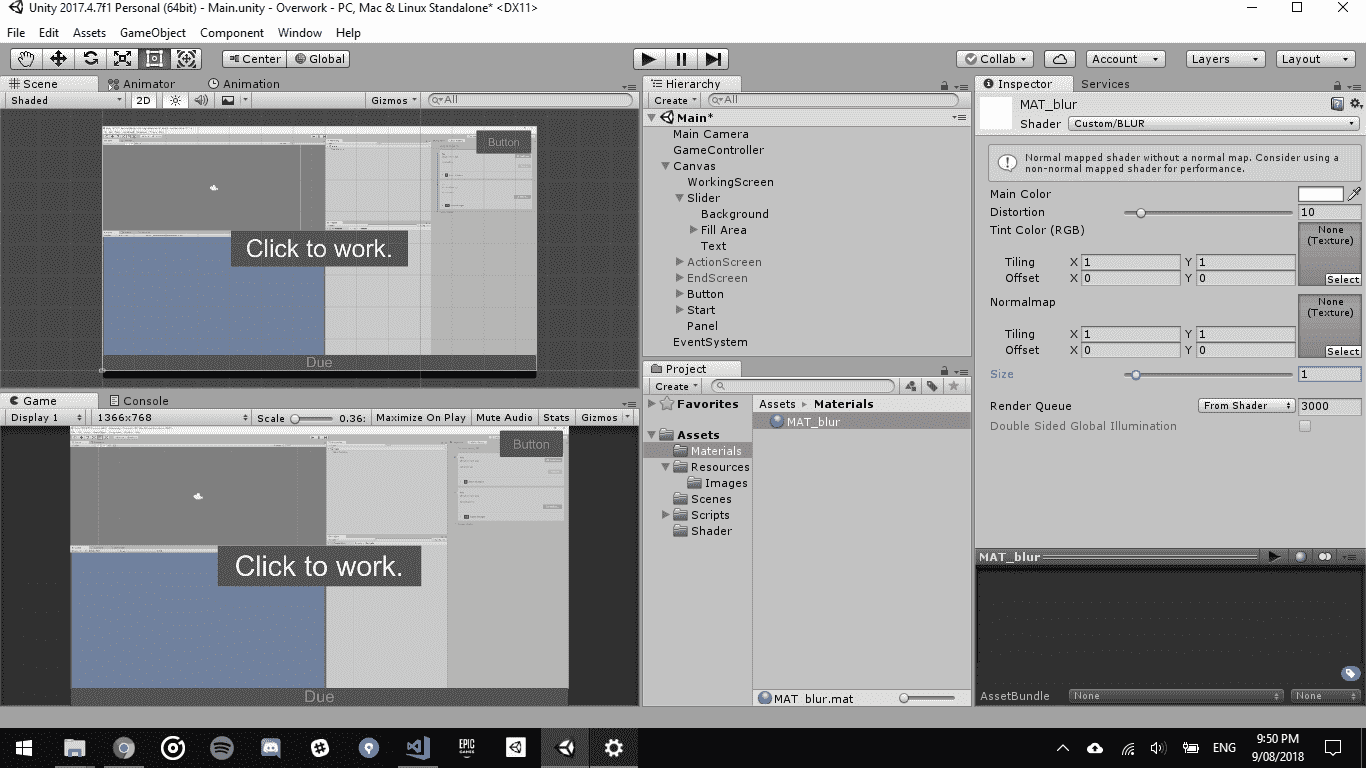 Unity 2017.4.7f1 Personal (64bit) - Main.unity - Overwork - PC, Mac & Linux Standalone* <DX11>
File Edit Assets GameObject Component Window Help
Center Global Collab Account Layers Layout
Scene Animator Animation
Shaded 2D Gizmos All
Button
Click to work.
Due
Game Console
Display 1 1366x768 Scale 0.36: Maximize On Play Mute Audio Stats Gizmos
Button
Click to work.
Due
Hierarchy
Create All
Main*
Main Camera
GameController
Canvas
WorkingScreen
Slider
Background
Fill Area
Text
ActionScreen
EndScreen
Button
Start
Panel
EventSystem
Project
Create
Favorites
Assets
Materials
Resources
Images
Scenes
Scripts
Shader
Assets Materials
MAT_blur
MAT_blur.mat
Inspector Services
MAT_blur
Shader Custom/BLUR
Normal mapped shader without a normal map. Consider using a
non-normal mapped shader for performance.
Main Color
Distortion 10
Tint Color (RGB) None
(Texture)
Tiling X 1 Y 1
Offset X 0 Y 0 Select
Normalmap None
(Texture)
Tiling X 1 Y 1
Offset X 0 Y 0 Select
Size 1
Render Queue From Shader 3000
Double Sided Global Illumination
MAT_blur
AssetBundle None None
EPIC
GAMES
ENG
9:50 PM
9/08/2018